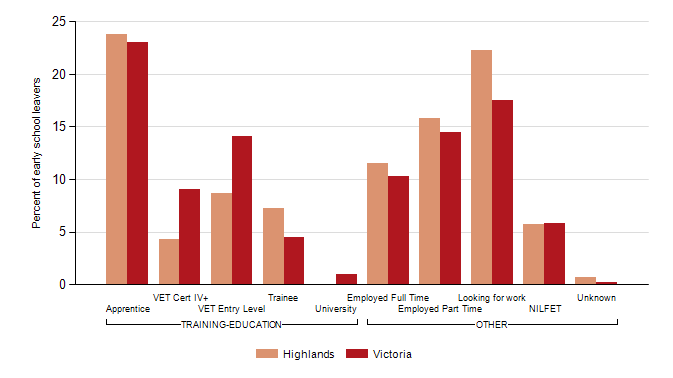 25
20
15
10
5
0
Percent of early school leavers
VET Cert IV+ Trainee Employed Full Time Looking for work Unknown
Apprentice VET Entry Level University Employed Part Time NILFET
TRAINING-EDUCATION OTHER
Highlands Victoria